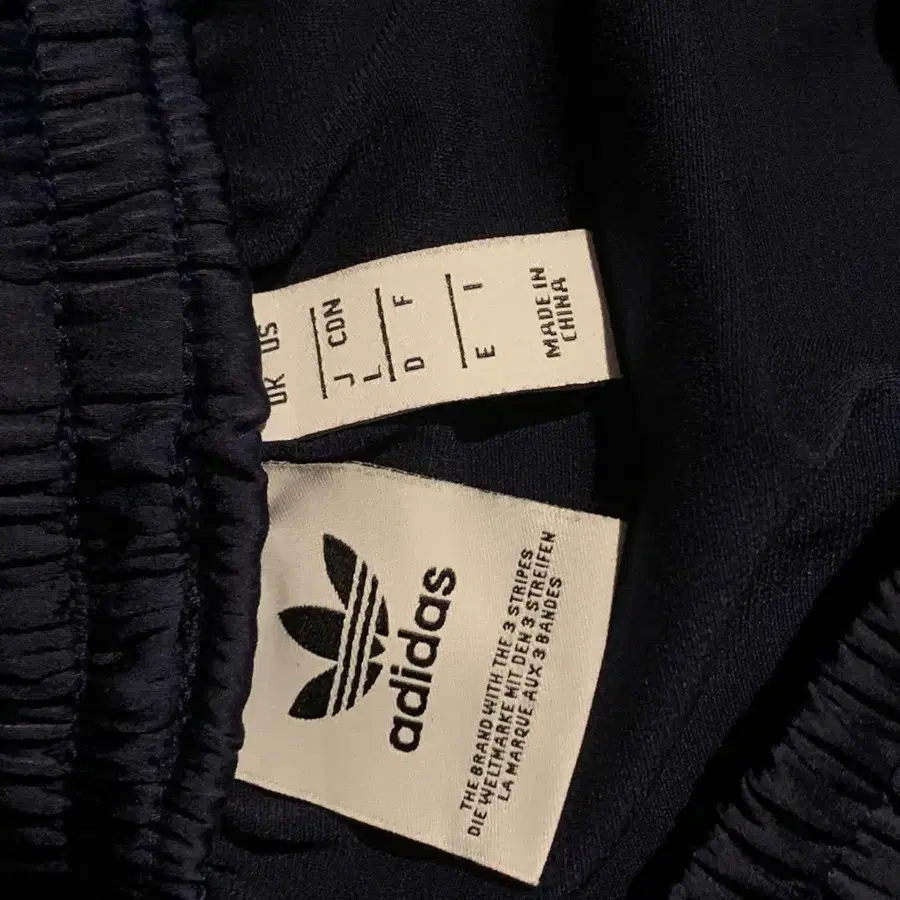 UK US
J CDN
L
D F
E I
MADE IN
CHINA
adidas
THE BRAND WITH THE 3 STRIPES
DIE WELTMARKE MIT DEN 3 STREIFEN
LA MARQUE AUX 3 BANDES